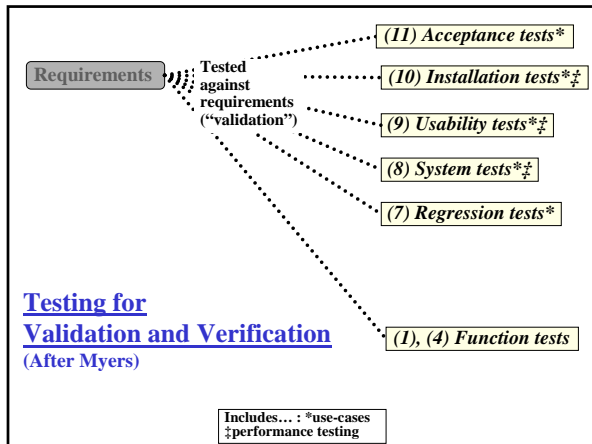 (11) Acceptance tests*
Requirements
Tested
against
requirements
(“validation”)
(10) Installation tests*‡
(9) Usability tests*‡
(8) System tests*‡
(7) Regression tests*
Testing for
Validation and Verification
(After Myers)
(1), (4) Function tests
Includes… : *use-cases
‡performance testing